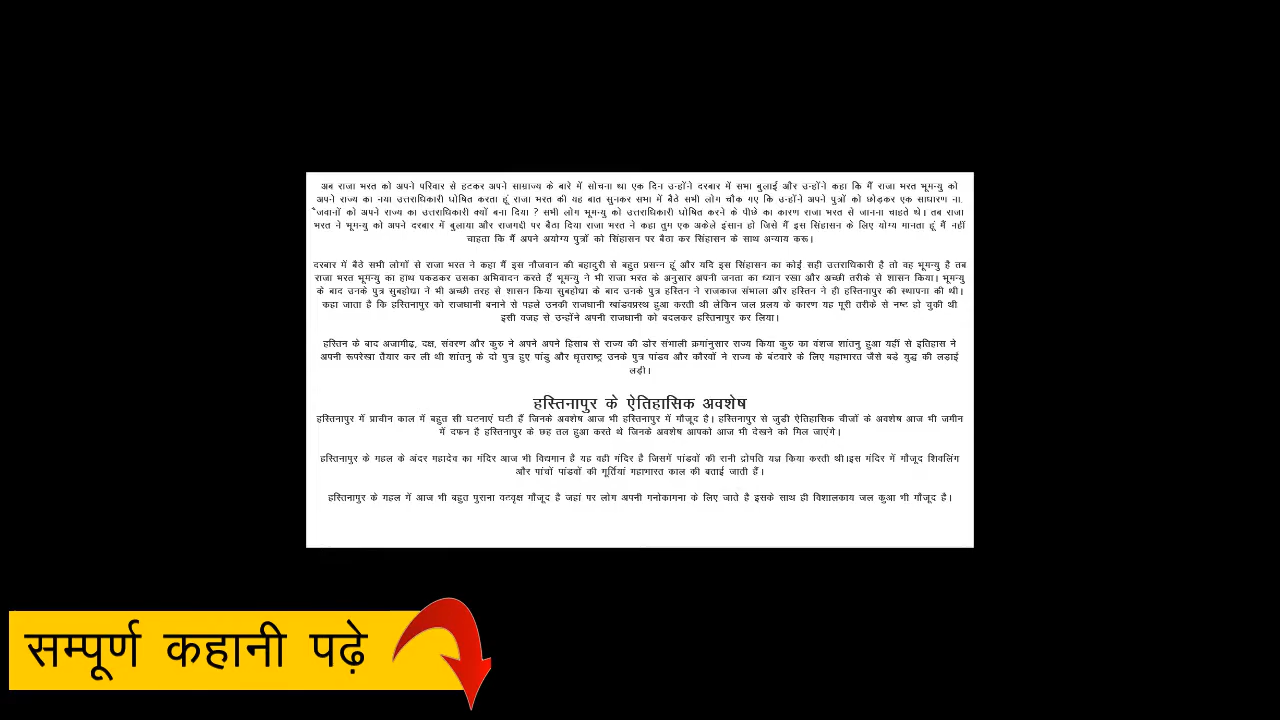 अब राजा भरत को अपने परिवार से हटकर अपने साम्राज्य के बारे में सोचना था एक दिन उन्होंने दरबार में सभा बुलाई और उन्होंने कहा कि मैं राजा भरत भूमन्यु को
अपने राज्य का नया उत्तराधिकारी घोषित करता हूं राजा भरत की यह बात सुनकर सभा में बैठे सभी लोग चौक गए कि उन्होंने अपने पुत्रों को छोड़कर एक साधारण ना.
ैजवानों को अपने राज्य का उत्तराधिकारी क्यों बना दिया ? सभी लोग भूमन्यु को उत्तराधिकारी घोषित करने के पीछे का कारण राजा भरत से जानना चाहते थे। तब राजा
भरत ने भूमन्यु को अपने दरबार में बुलाया और राजगद्दी पर बैठा दिया राजा भरत ने कहा तुम एक अकेले इंसान हो जिसे मैं इस सिंहासन के लिए योग्य मानता हूं मैं नहीं
चाहता कि मैं अपने अयोग्य पुत्रों को सिंहासन पर बैठा कर सिंहासन के साथ अन्याय करू।
दरबार में बैठे सभी लोगों से राजा भरत ने कहा मैं इस नौजवान की बहादुरी से बहुत प्रसन्न हूं और यदि इस सिंहासन का कोई सही उत्तराधिकारी है तो वह भूमन्यु है तब
राजा भरत भूमन्यु का हाथ पकडकर उसका अभिवादन करते हैं भूमन्यु ने भी राजा भरत के अनुसार अपनी जनता का ध्यान रखा और अच्छी तरीके से शासन किया। भूमन्यु
के बाद उनके पुत्र सुबहोत्रा ने भी अच्छी तरह से शासन किया सुबहोत्रा के बाद उनके पुत्र हस्तिन ने राजकाज संभाला और हस्तिन ने ही हस्तिनापुर की स्थापना की थी।
कहा जाता है कि हस्तिनापुर को राजधानी बनाने से पहले उनकी राजधानी खांडवप्रस्थ हुआ करती थी लेकिन जल प्रलय के कारण यह पूरी तरीके से नष्ट हो चुकी थी
इसी वजह से उन्होंने अपनी राजधानी को बदलकर हस्तिनापुर कर लिया।
हस्तिन के बाद अजामीढ़, दक्ष, संवरण और कुरु ने अपने अपने हिसाब से राज्य की डोर संभाली क्रमांनुसार राज्य किया कुरु का वंशज शांतनु हुआ यहीं से इतिहास ने
अपनी रूपरेखा तैयार कर ली थी शांतनु के दो पुत्र हुए पांडु और धृतराष्ट्र उनके पुत्र पांडव और कौरवों ने राज्य के बंटवारे के लिए महाभारत जैसे बडे युद्ध की लडाई
लड़ी।
हस्तिनापुर के ऐतिहासिक अवशेष
हस्तिनापुर में प्राचीन काल में बहुत सी घटनाएं घटी हैं जिनके अवशेष आज भी हस्तिनापुर में मौजूद है। हस्तिनापुर से जुड़ी ऐतिहासिक चीजों के अवशेष आज भी जमीन
में दफन है हस्तिनापुर के छह तल हुआ करते थे जिनके अवशेष आपको आज भी देखने को मिल जाएंगे।
हस्तिनापुर के महल के अंदर महादेव का मंदिर आज भी विद्यमान है यह वही मंदिर है जिसमें पांडवों की रानी द्रोपति यज्ञ किया करती थी।इस मंदिर में मौजूद शिवलिंग
और पांचों पांडवों की मूर्तियां महाभारत काल की बताई जाती हैं।
हस्तिनापुर के महल में आज भी बहुत पुराना वटवृक्ष मौजूद है जहां पर लोग अपनी मनोकामना के लिए जाते है इसके साथ ही विशालकाय जल कुआ भी मौजूद है।
सम्पूर्ण कहानी पढ़े